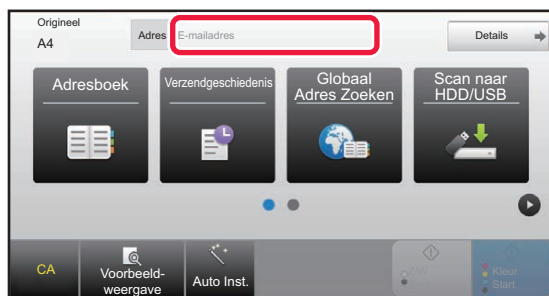 Origineel
A4
Adres
E-mailadres
Details
Adresboek
Verzendgeschiedenis
Globaal
Adres Zoeken
Scan naar
HDD/USB
CA
Voorbeeld-
weergave
Auto Inst.
Z/W
Start
Kleur
Start